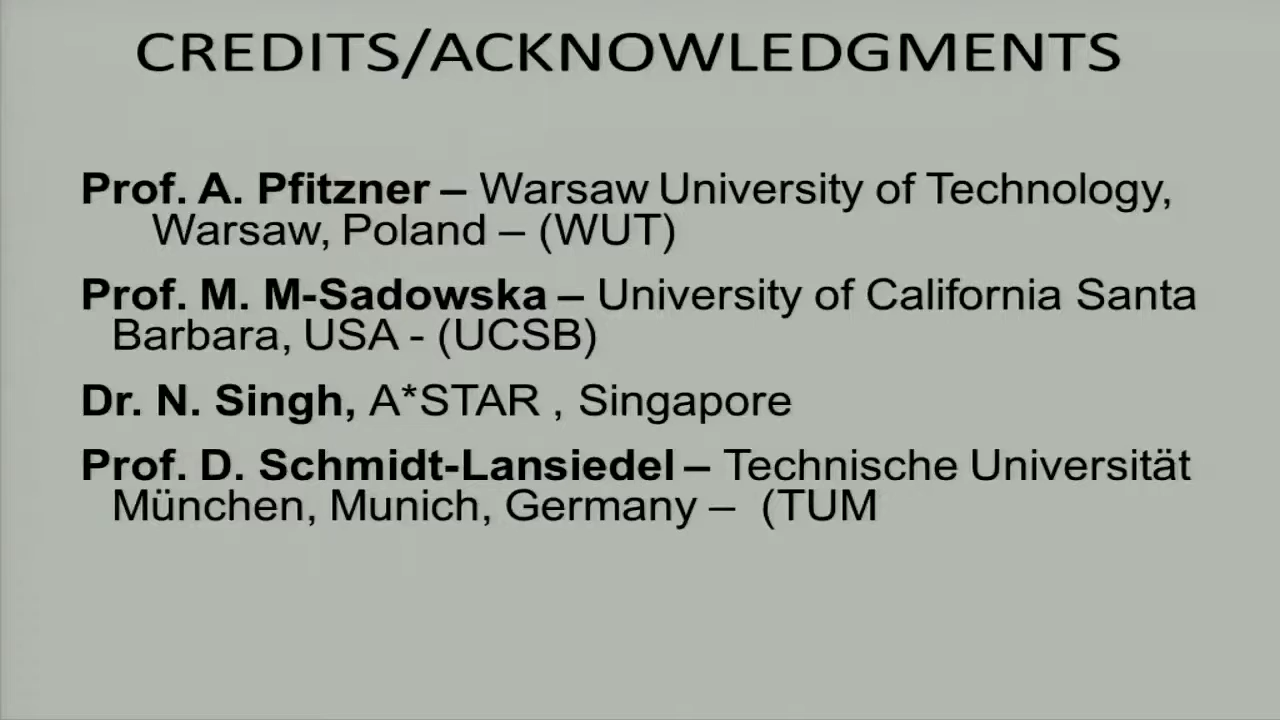 CREDITS/ACKNOWLEDGMENTS
Prof. A. Pfitzner – Warsaw University of Technology,
Warsaw, Poland – (WUT)
Prof. M. M-Sadowska – University of California Santa
Barbara, USA - (UCSB)
Dr. N. Singh, A*STAR , Singapore
Prof. D. Schmidt-Lansiedel – Technische Universität
München, Munich, Germany – (TUM